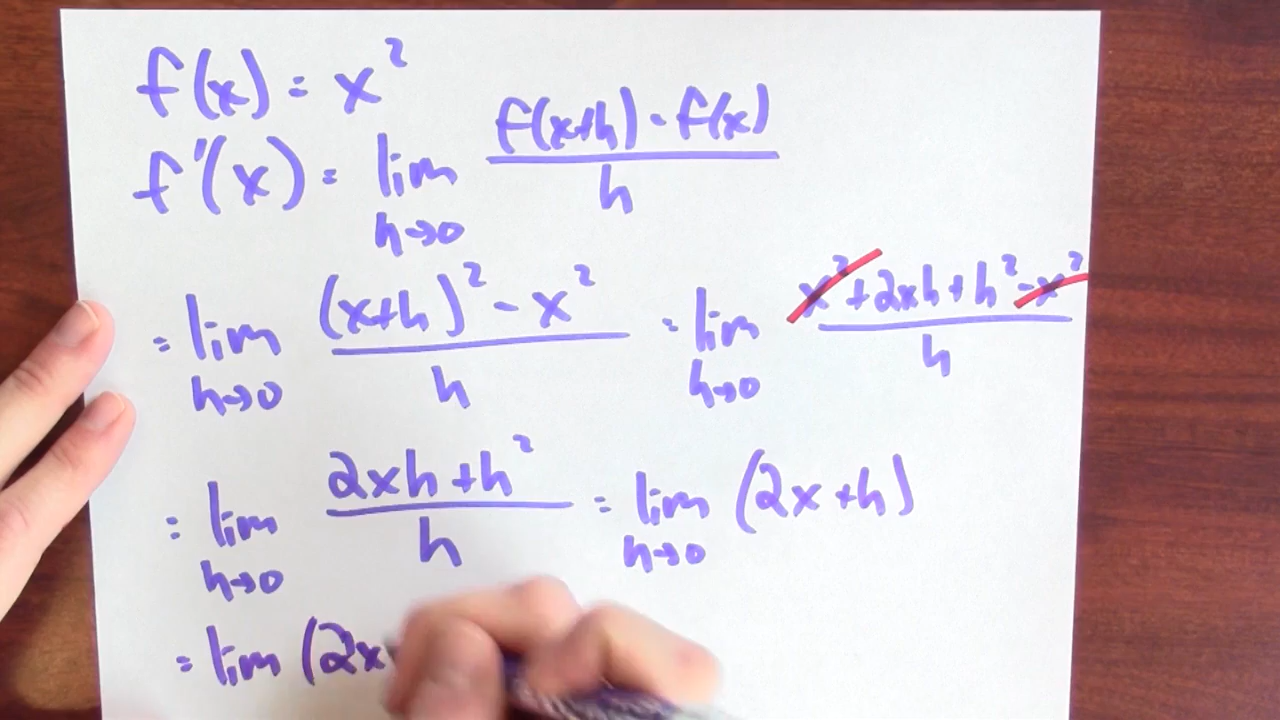 f(x) = x²
f'(x) = lim h→0 f(x+h) - f(x) / h
= lim h→0 (x+h)² - x² / h = lim h→0 x² + 2xh + h² - x² / h
= lim h→0 2xh + h² / h = lim h→0 (2x + h)
= lim (2x